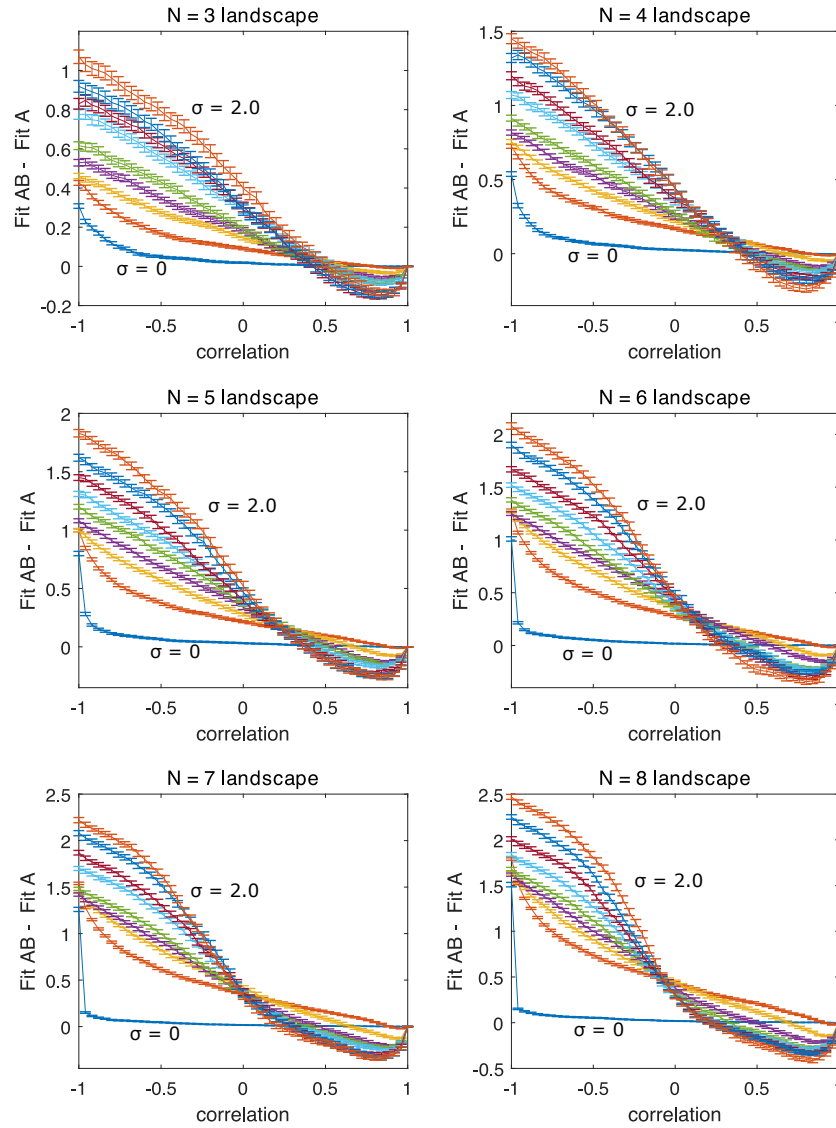 N = 3 landscape
1
0.8
0.6
0.4
0.2
0
-0.2
Fit AB - Fit A
σ = 2.0
σ = 0
-1 -0.5 0 0.5 1
correlation
N = 4 landscape
1.5
1
0.5
0
Fit AB - Fit A
σ = 2.0
σ = 0
-1 -0.5 0 0.5 1
correlation
N = 5 landscape
2
1.5
1
0.5
0
Fit AB - Fit A
σ = 2.0
σ = 0
-1 -0.5 0 0.5 1
correlation
N = 6 landscape
2
1.5
1
0.5
0
Fit AB - Fit A
σ = 2.0
σ = 0
-1 -0.5 0 0.5 1
correlation
N = 7 landscape
2.5
2
1.5
1
0.5
0
Fit AB - Fit A
σ = 2.0
σ = 0
-1 -0.5 0 0.5 1
correlation
N = 8 landscape
2.5
2
1.5
1
0.5
0
-0.5
Fit AB - Fit A
σ = 2.0
σ = 0
-1 -0.5 0 0.5 1
correlation